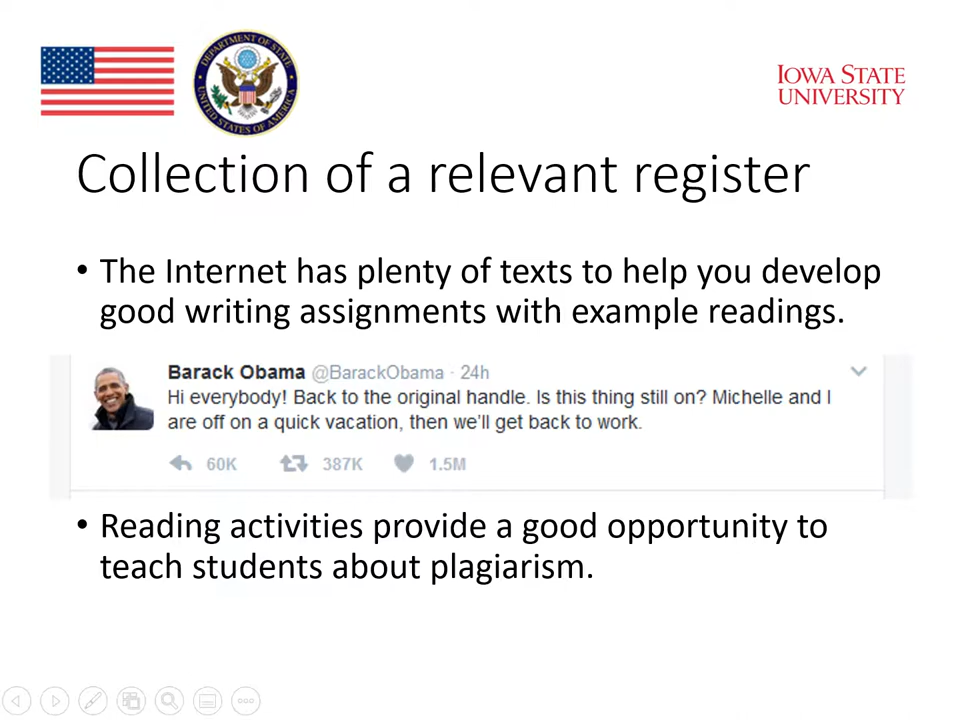 DEPARTMENT OF STATE
UNITED STATES OF AMERICA
IOWA STATE
UNIVERSITY
Collection of a relevant register
• The Internet has plenty of texts to help you develop
good writing assignments with example readings.
Barack Obama @BarackObama · 24h
Hi everybody! Back to the original handle. Is this thing still on? Michelle and I
are off on a quick vacation, then we'll get back to work.
60K 387K 1.5M
• Reading activities provide a good opportunity to
teach students about plagiarism.